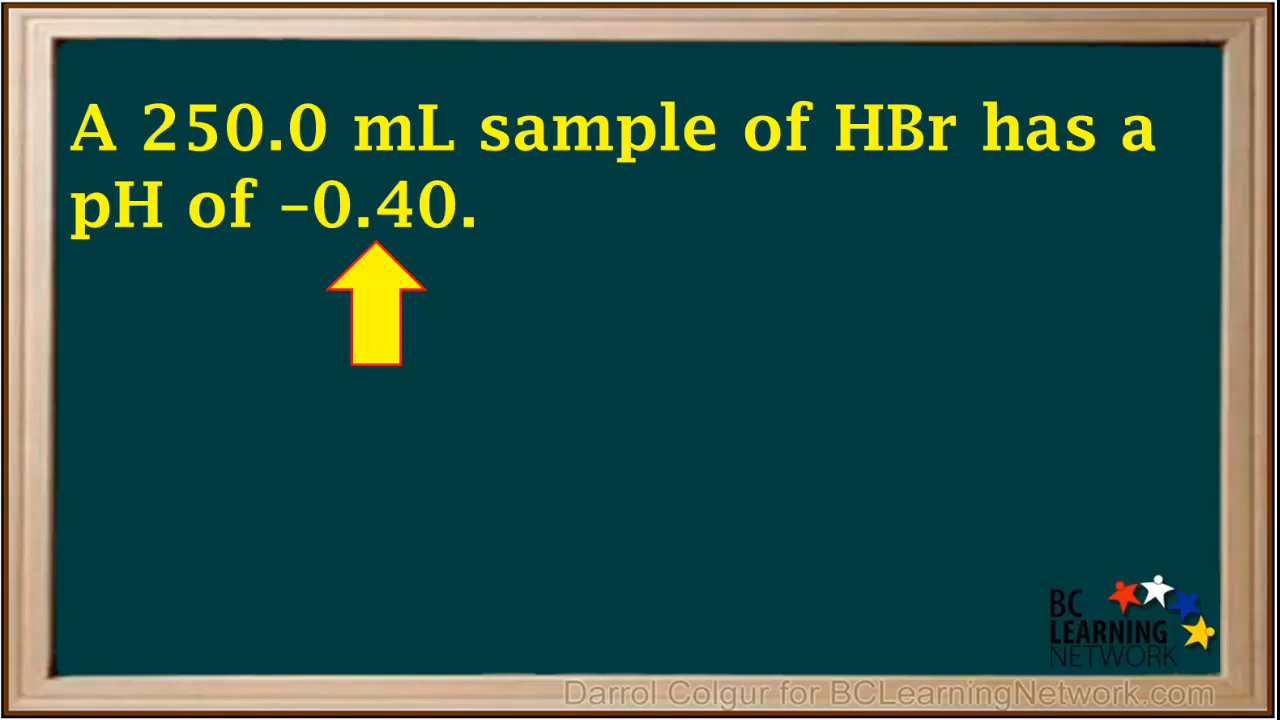 A 250.0 mL sample of HBr has a
pH of –0.40.
BC
LEARNING
NETWORK
Darrol Colgur for BCLearningNetwork.com